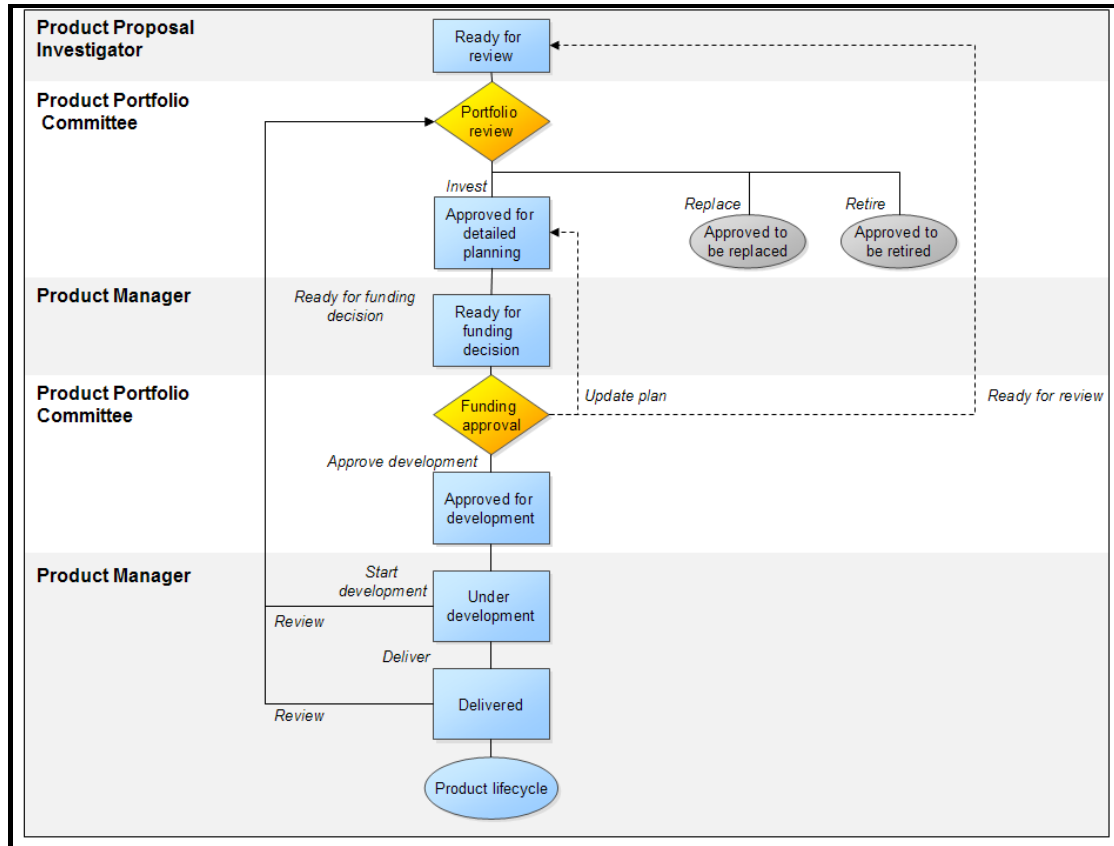 Product Proposal
Investigator
Ready for
review
Product Portfolio
Committee
Portfolio
review
Invest
Replace
Retire
Approved for
detailed
planning
Approved to
be replaced
Approved to
be retired
Product Manager
Ready for funding
decision
Ready for
funding
decision
Product Portfolio
Committee
Funding
approval
Update plan
Ready for review
Approve development
Approved for
development
Product Manager
Start
development
Under
development
Review
Deliver
Delivered
Review
Product lifecycle